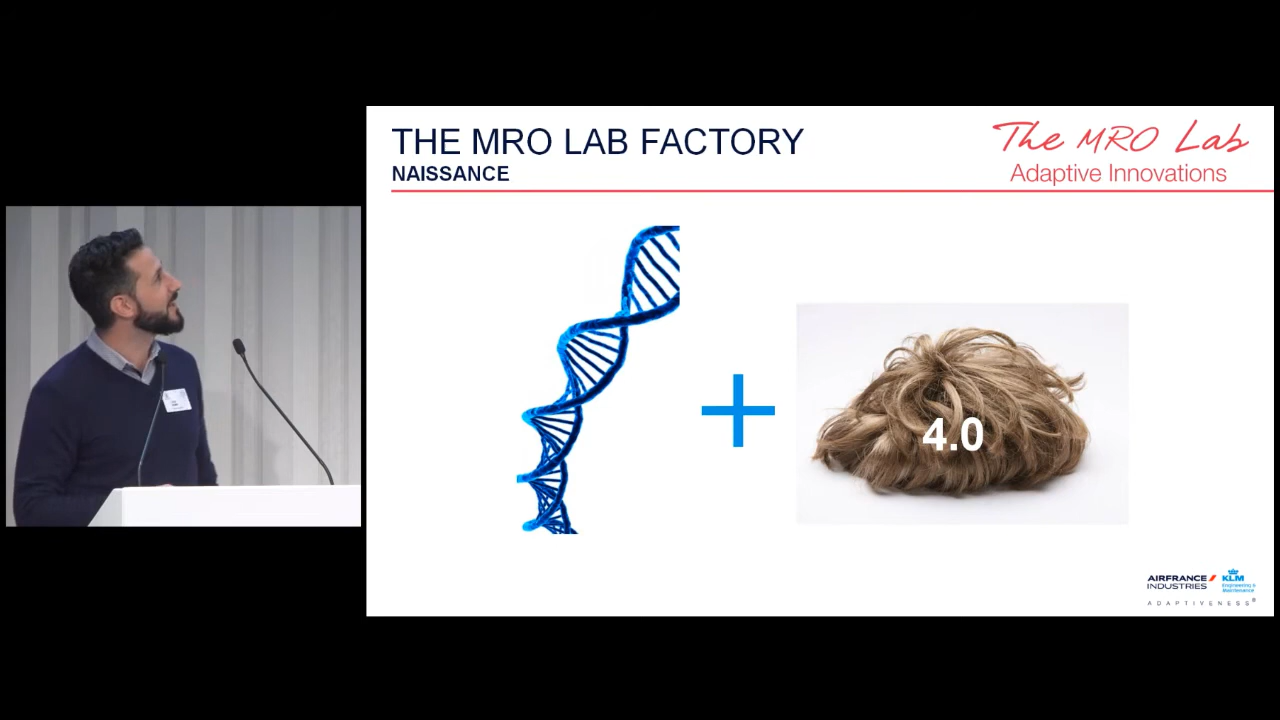 THE MRO LAB FACTORY
NAISSANCE
The MRO Lab
Adaptive Innovations
4.0
AIRFRANCE
INDUSTRIES
KLM
Engineering &
Maintenance
ADAPTIVENESS®